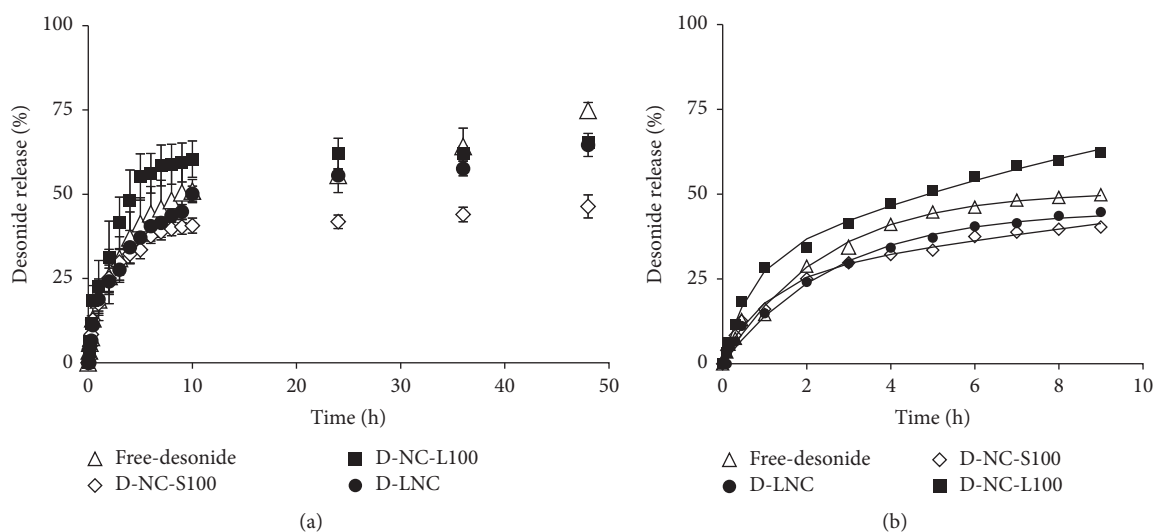 100
75
50
25
0
Desonide release (%)
0 10 20 30 40 50
Time (h)
Free-desonide
D-NC-S100
D-NC-L100
D-LNC
(a)
100
75
50
25
0
Desonide release (%)
0 2 4 6 8 10
Time (h)
Free-desonide
D-LNC
D-NC-S100
D-NC-L100
(b)